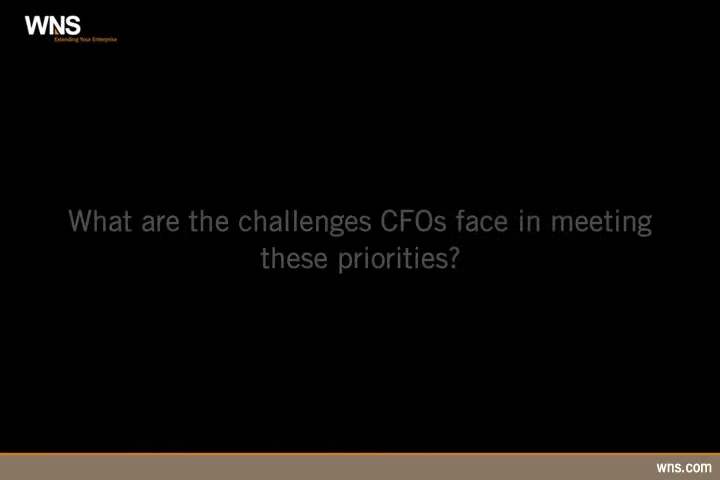 WNS
Extending Your Enterprise
What are the challenges CFOs face in meeting
these priorities?
wns.com